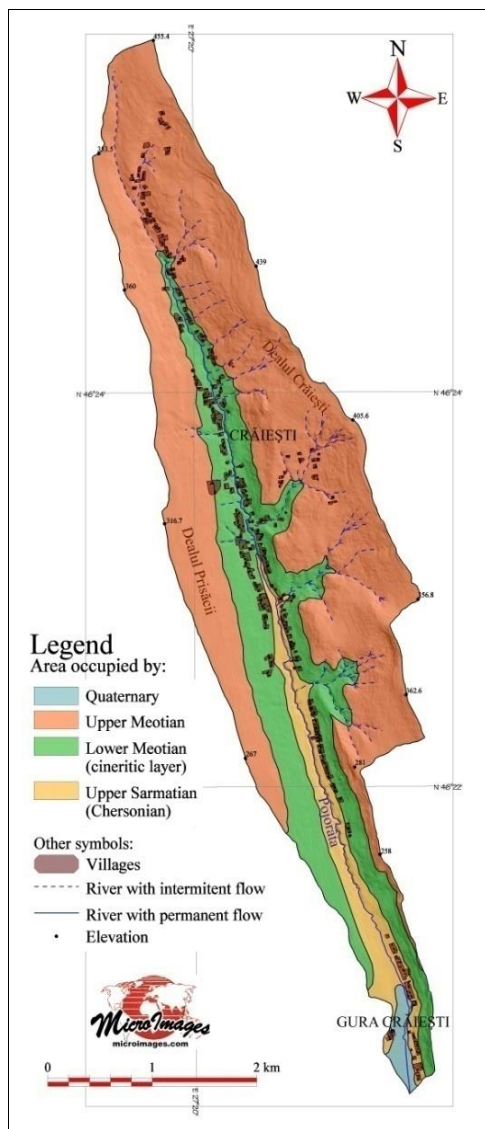 455.4
E 27°20'
N
W E
S
439
360
Dealul Crăiești
N 46°24'
N 46°24'
405.6
CRĂIEȘTI
316.7
Dealul Prisăcii
356.8
Legend
Area occupied by:
Quaternary
Upper Meotian
Lower Meotian
(cineritic layer)
Upper Sarmatian
(Chersonian)
362.6
267
281
N 46°22'
Pojorâta
258
Other symbols:
Villages
River with intermitent flow
River with permanent flow
Elevation
MicroImages
microimages.com
GURA CRĂIEȘTI
0 1 2 km
E 27°20'